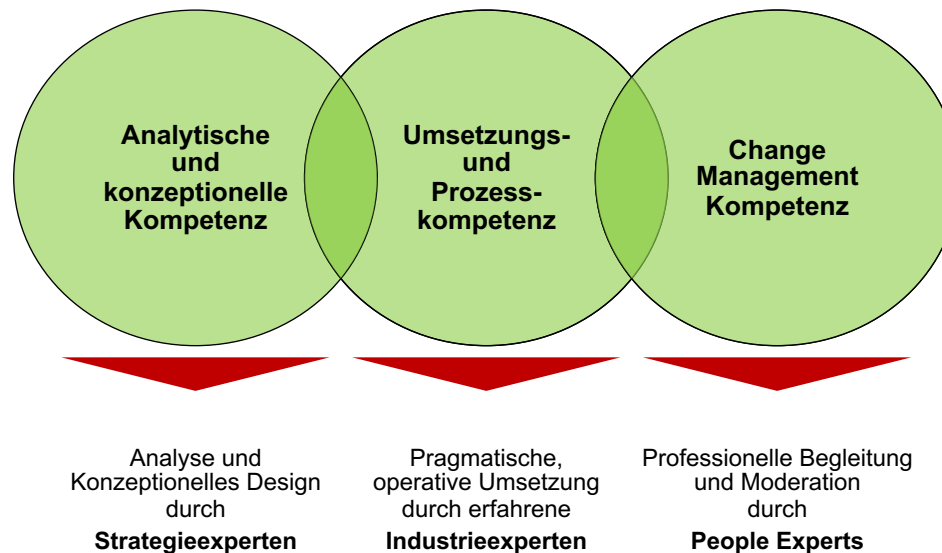 Analytische
und
konzeptionelle
Kompetenz
Umsetzungs-
und
Prozess-
kompetenz
Change
Management
Kompetenz
Analyse und
Konzeptionelles Design
durch
Strategieexperten
Pragmatische,
operative Umsetzung
durch erfahrene
Industrieexperten
Professionelle Begleitung
und Moderation
durch
People Experts